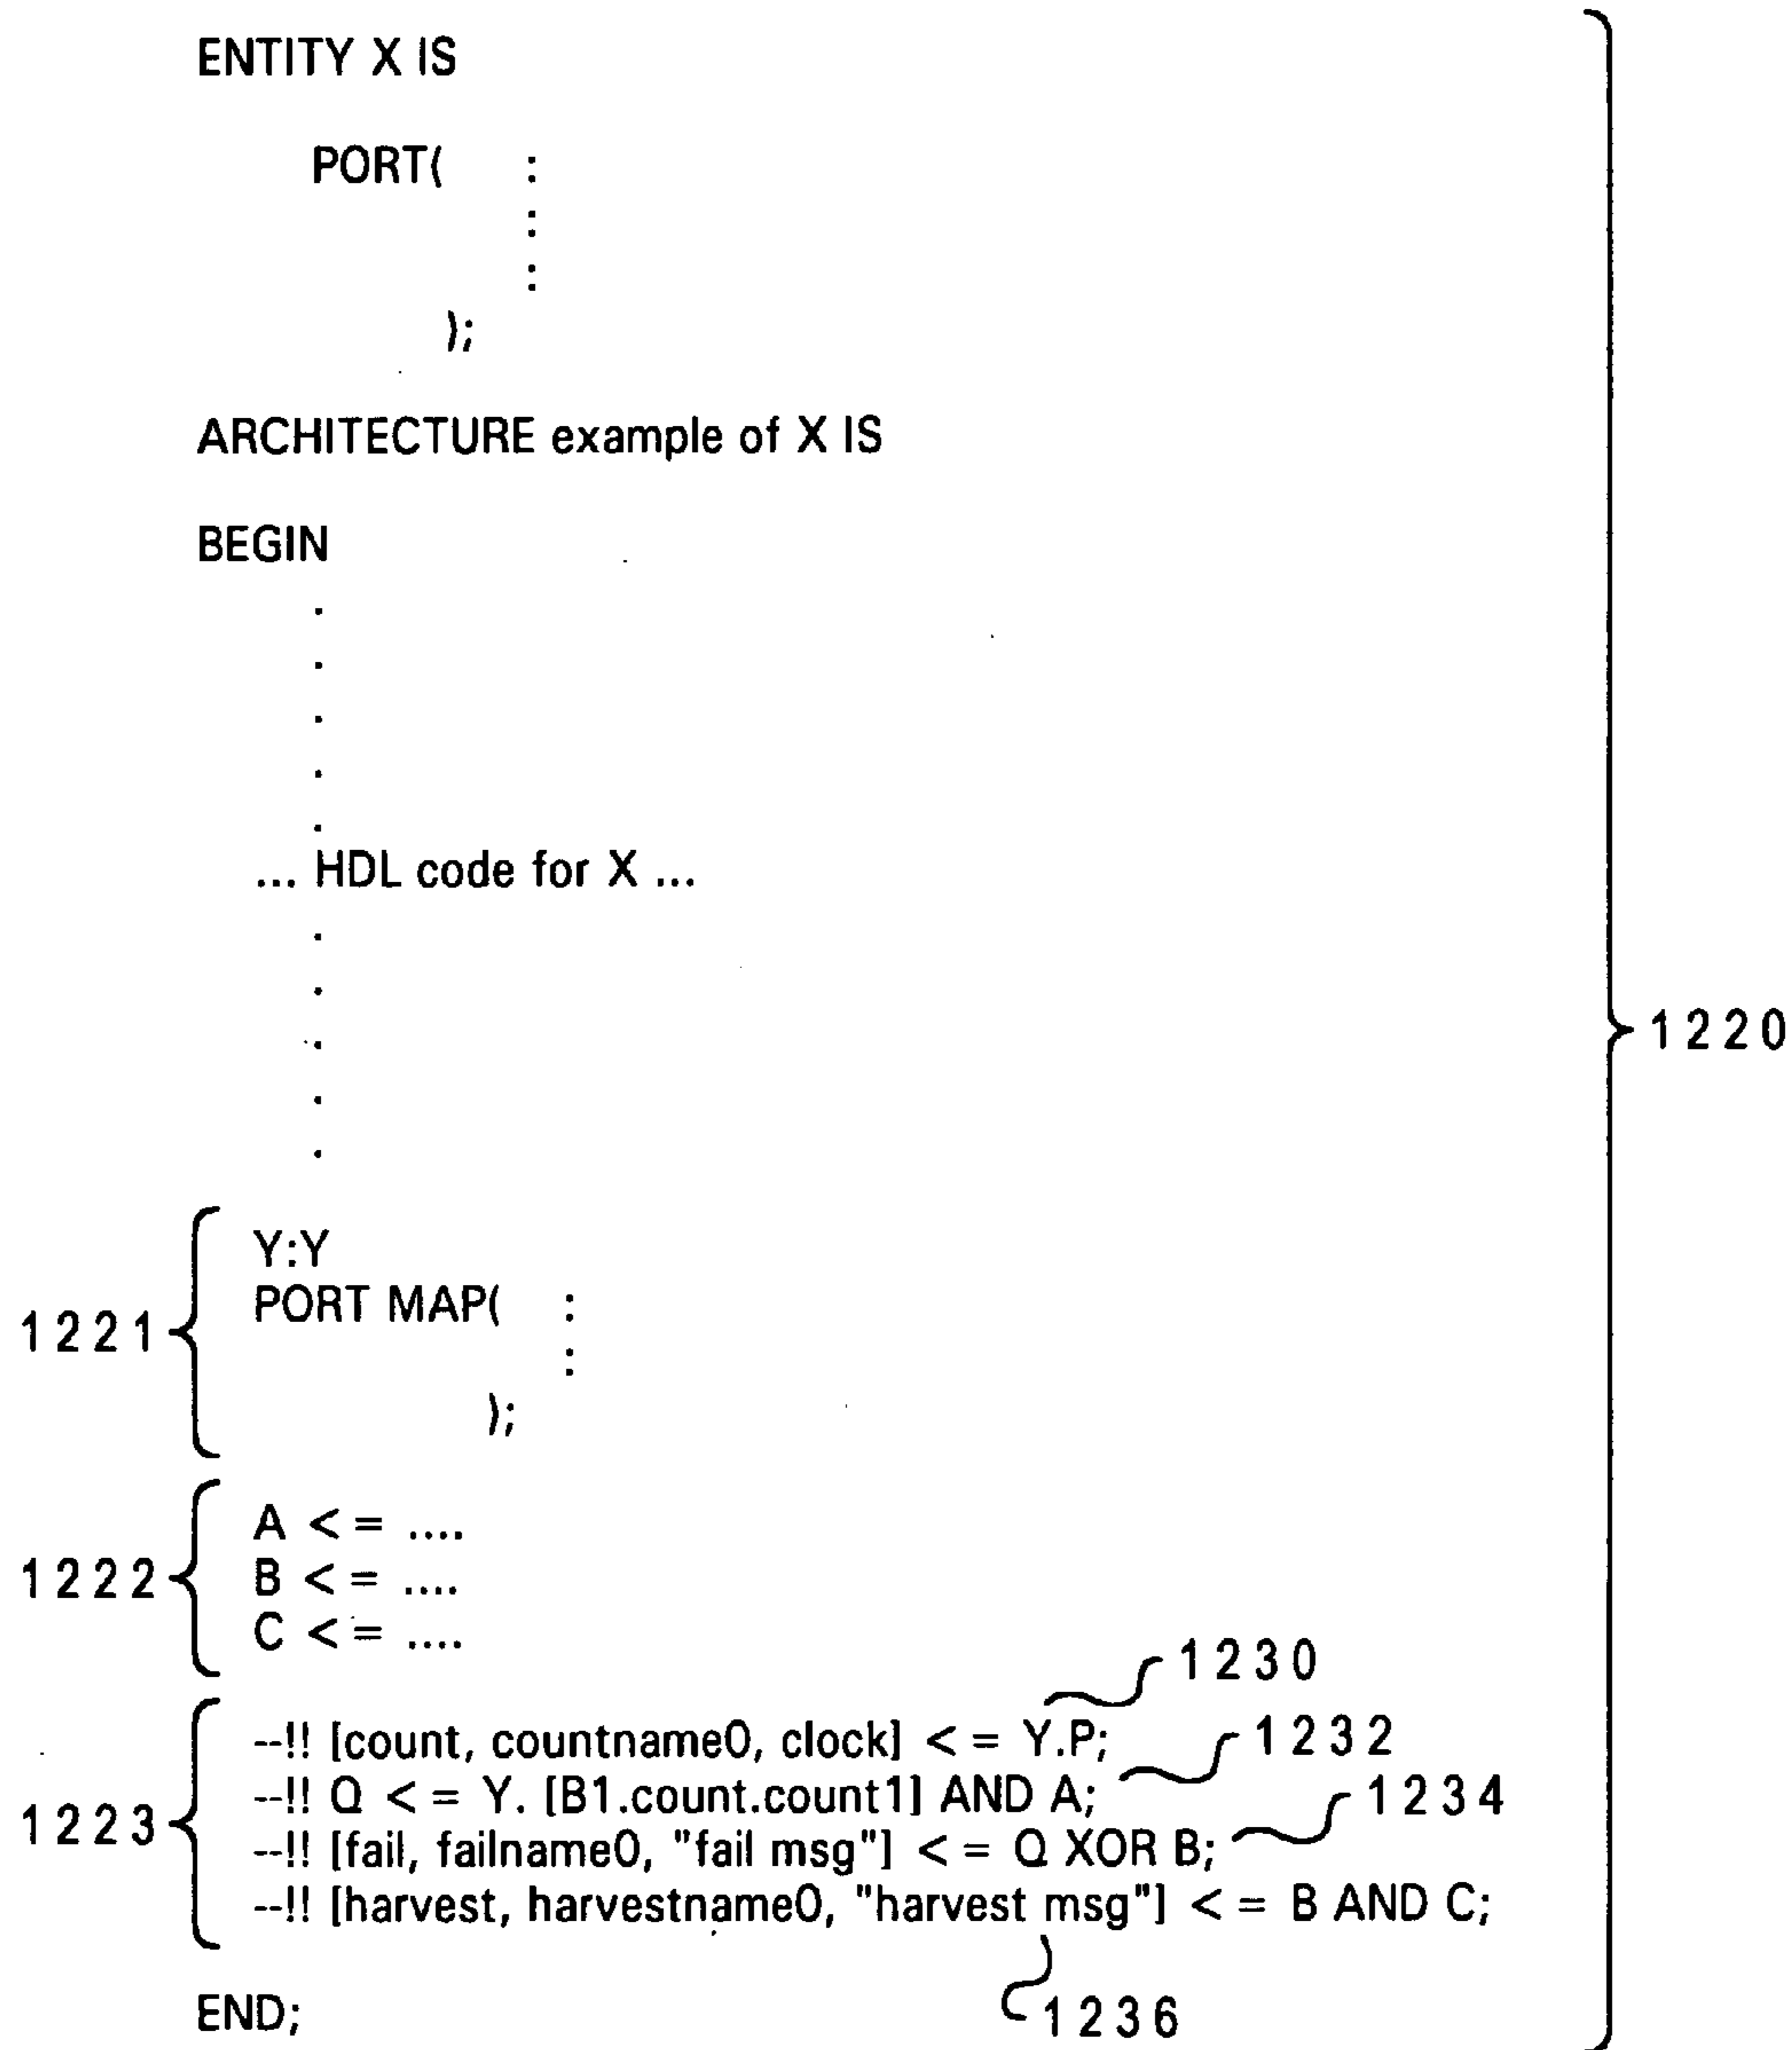 ENTITY X IS
PORT( :
:
:
);
ARCHITECTURE example of X IS
BEGIN
.
.
.
.
.
... HDL code for X ...
.
.
.
.
.
1220
Y:Y
PORT MAP( :
:
);
1221
A < = ....
B < = ....
C < = ....
1222
1230
--!! [count, countname0, clock] < = Y.P;
1232
--!! Q < = Y. [B1.count.count1] AND A;
1234
--!! [fail, failname0, "fail msg"] < = Q XOR B;
--!! [harvest, harvestname0, "harvest msg"] < = B AND C;
1223
1236
END;